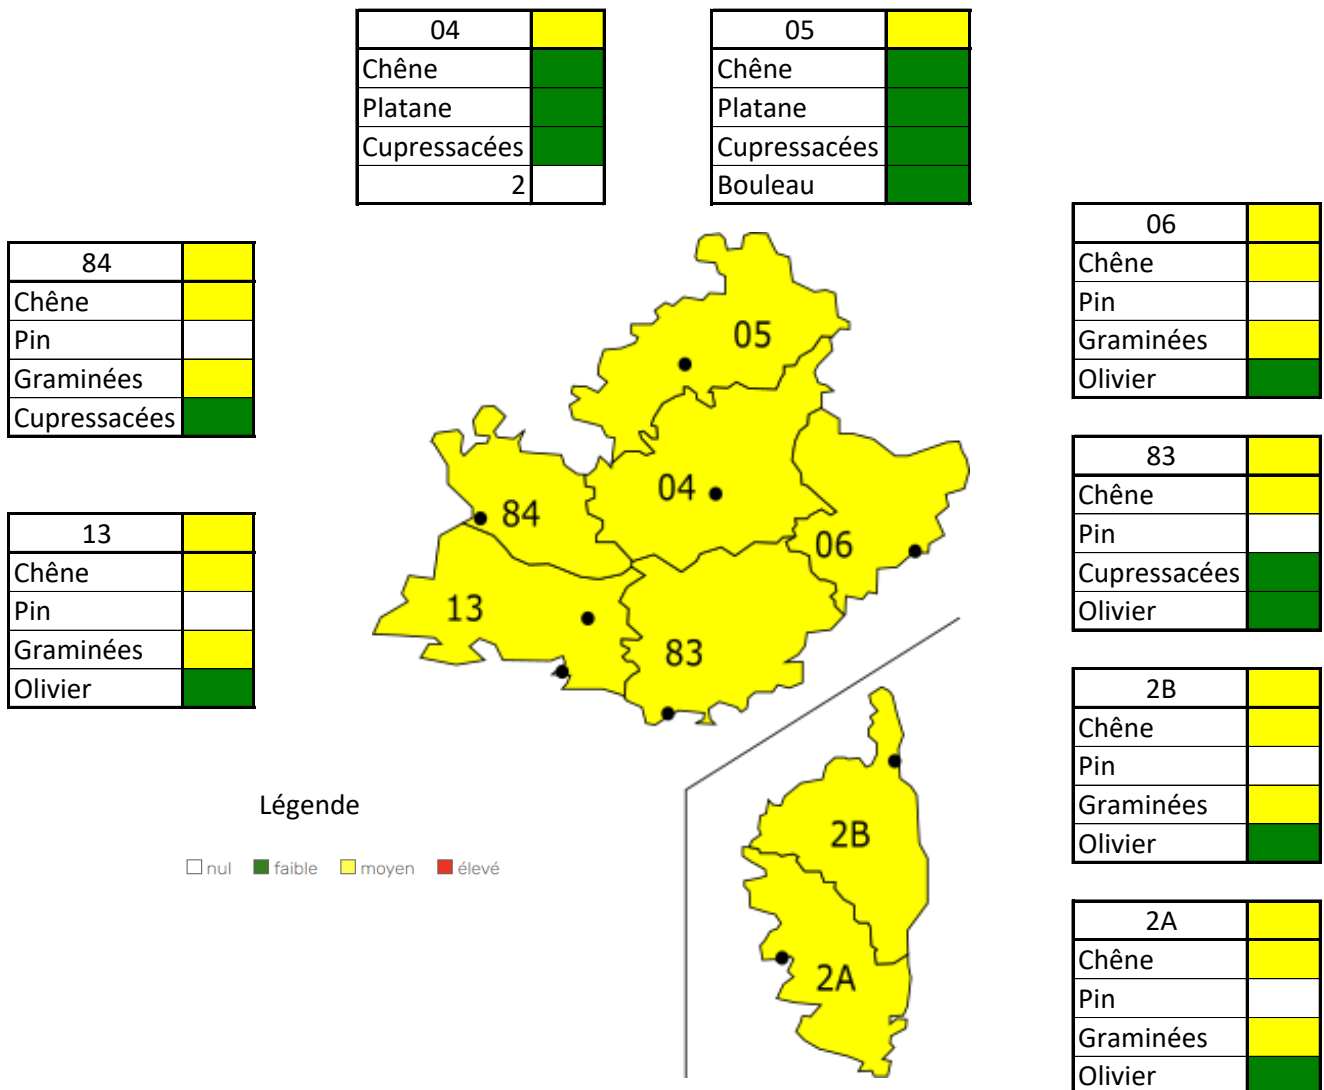 04
Chêne
Platane
Cupressacées
2
05
Chêne
Platane
Cupressacées
Bouleau
84
Chêne
Pin
Graminées
Cupressacées
13
Chêne
Pin
Graminées
Olivier
06
Chêne
Pin
Graminées
Olivier
83
Chêne
Pin
Cupressacées
Olivier
2B
Chêne
Pin
Graminées
Olivier
2A
Chêne
Pin
Graminées
Olivier
05
04
84
06
13
83
2B
2A
Légende
nul faible moyen élevé